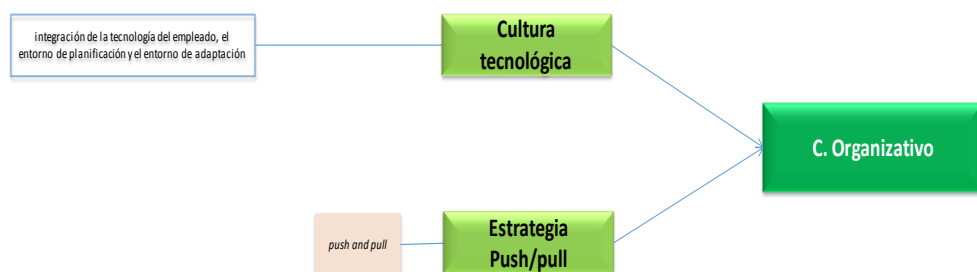 integración de la tecnología del empleado, el
entorno de planificación y el entorno de adaptación
Cultura
tecnológica
C. Organizativo
push and pull
Estrategia
Push/pull